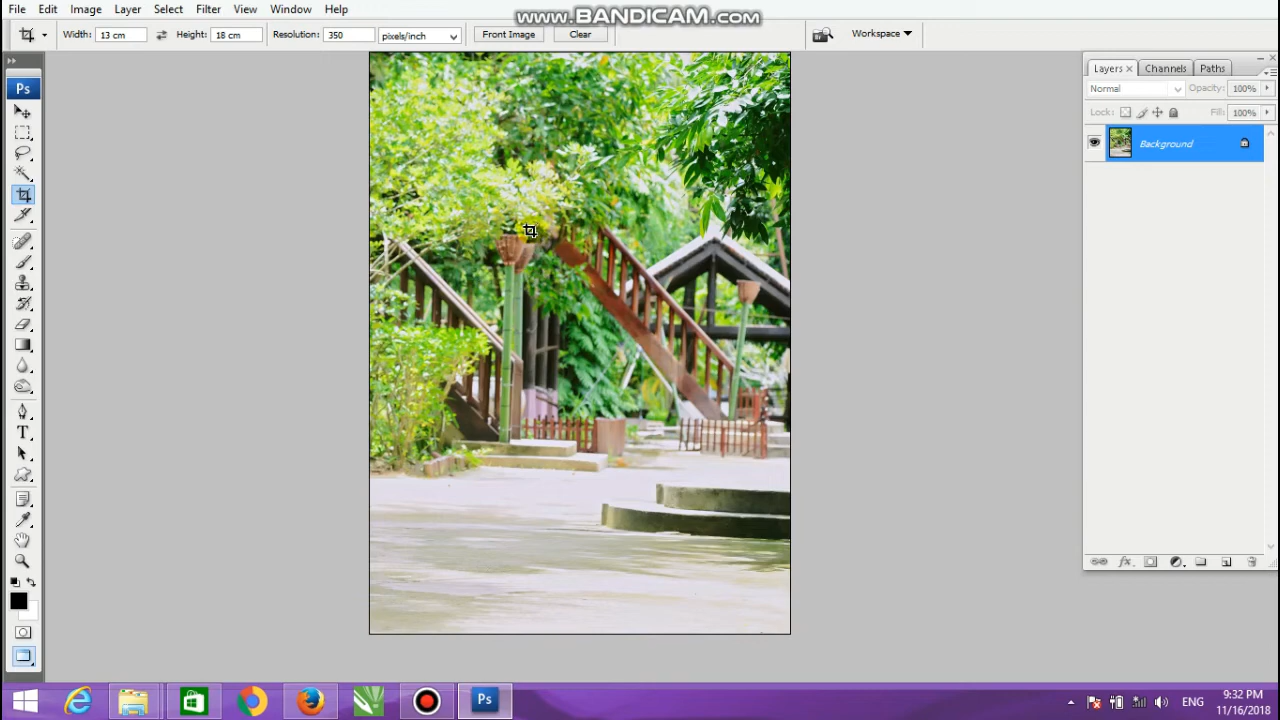 File Edit Image Layer Select Filter View Window Help
www.BANDICAM.com
Width: 13 cm Height: 18 cm Resolution: 350 pixels/inch Front Image Clear Workspace
Ps
Layers Channels Paths
Normal Opacity: 100%
Lock: Fill: 100%
Background
T
Ps
ENG
9:32 PM
11/16/2018